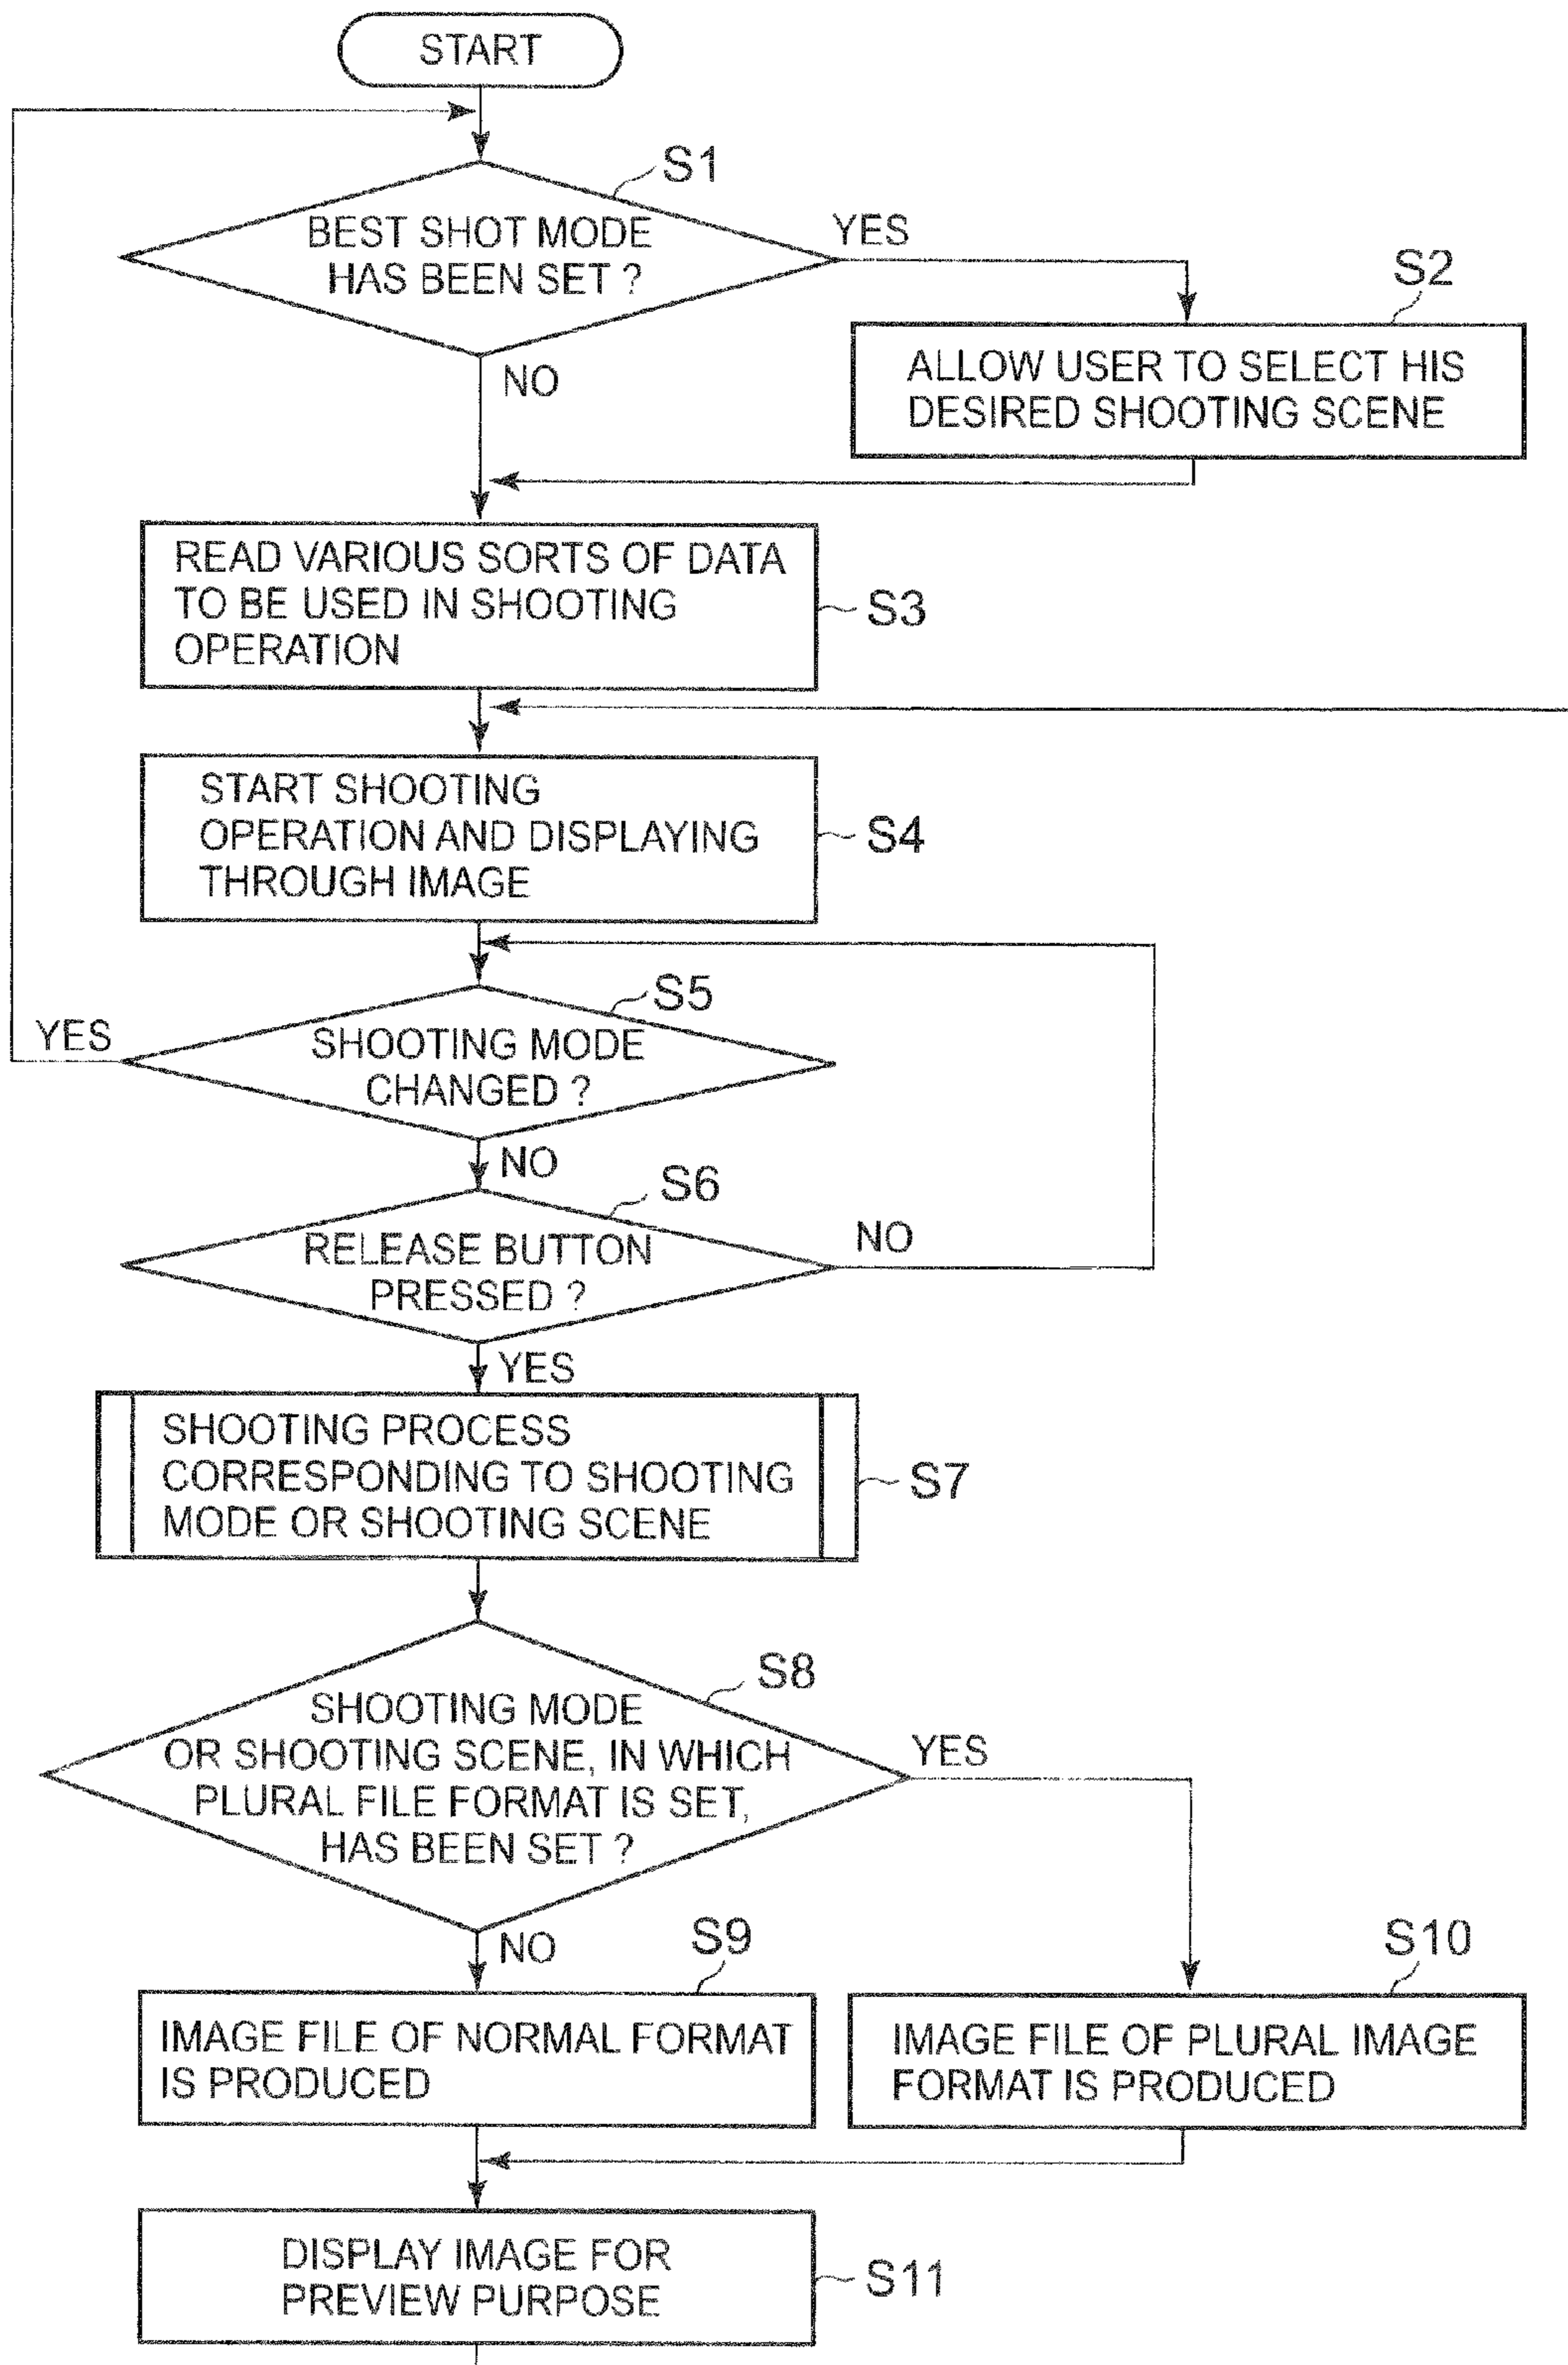 START
S1
BEST SHOT MODE
HAS BEEN SET ?
YES
NO
S2
ALLOW USER TO SELECT HIS
DESIRED SHOOTING SCENE
READ VARIOUS SORTS OF DATA
TO BE USED IN SHOOTING
OPERATION
S3
START SHOOTING
OPERATION AND DISPLAYING
THROUGH IMAGE
S4
S5
YES
SHOOTING MODE
CHANGED ?
NO
S6
RELEASE BUTTON
PRESSED ?
NO
YES
SHOOTING PROCESS
CORRESPONDING TO SHOOTING
MODE OR SHOOTING SCENE
S7
S8
SHOOTING MODE
OR SHOOTING SCENE, IN WHICH
PLURAL FILE FORMAT IS SET,
HAS BEEN SET ?
YES
NO
S9
IMAGE FILE OF NORMAL FORMAT
IS PRODUCED
S10
IMAGE FILE OF PLURAL IMAGE
FORMAT IS PRODUCED
DISPLAY IMAGE FOR
PREVIEW PURPOSE
S11